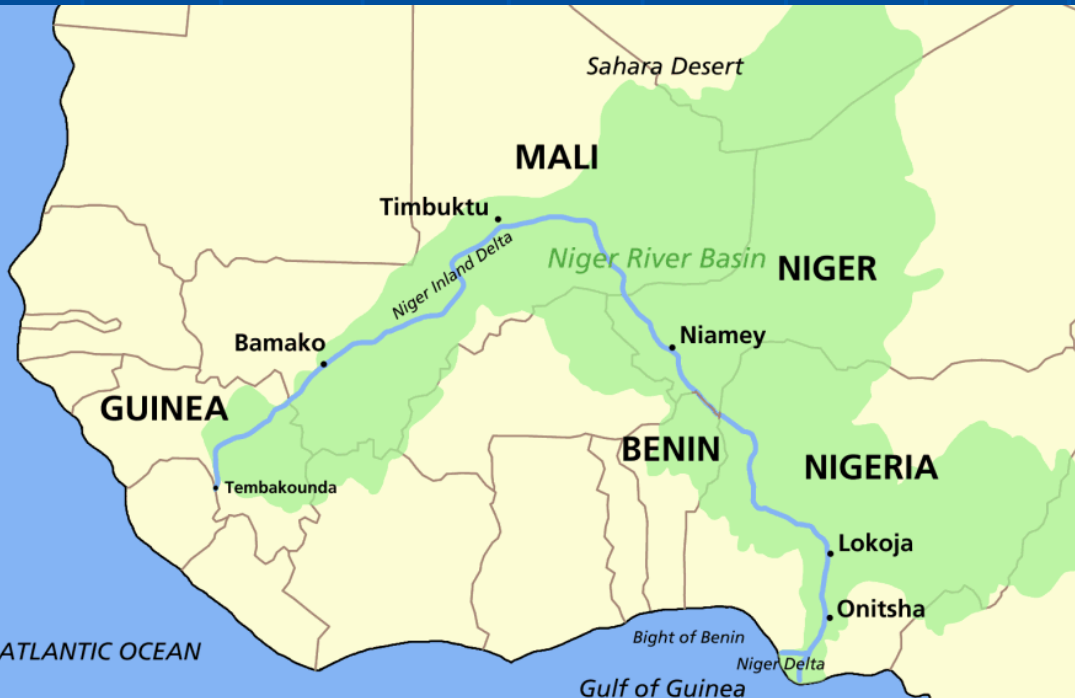 Sahara Desert
MALI
Timbuktu
Niger Inland Delta
Niger River Basin
NIGER
Niamey
Bamako
GUINEA
BENIN
NIGERIA
Tembakounda
Lokoja
Onitsha
Bight of Benin
ATLANTIC OCEAN
Niger Delta
Gulf of Guinea